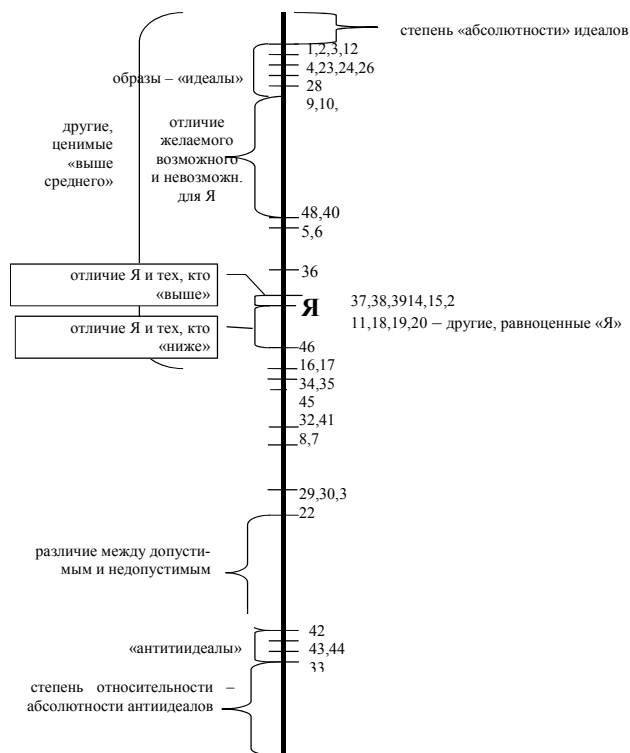 степень «абсолютности» идеалов
1,2,3,12
4,23,24,26
образы – «идеалы»
28
9,10,
другие,
ценимые
«выше
среднего»
отличие
желаемого
возможного
и невозможн.
для Я
48,40
5,6
36
отличие Я и тех, кто
«выше»
Я
37,38,3914,15,2
11,18,19,20 – другие, равноценные «Я»
отличие Я и тех, кто
«ниже»
46
16,17
34,35
45
32,41
8,7
29,30,3
22
различие между допусти-
мым и недопустимым
42
«антитиидеалы»
43,44
33
степень относительности –
абсолютности антиидеалов